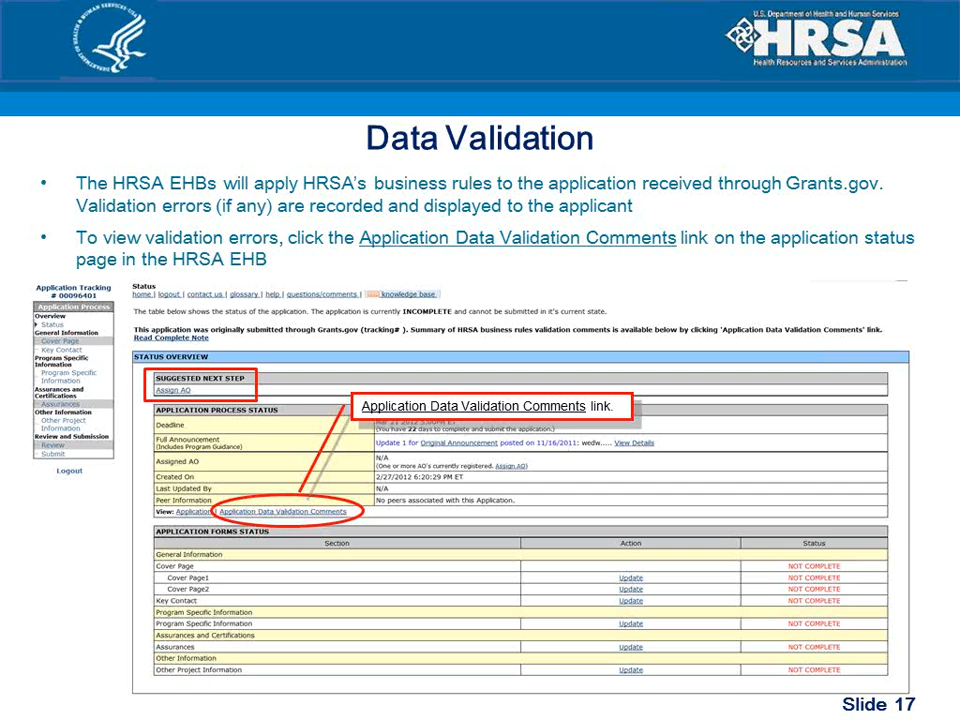 DEPARTMENT OF HEALTH & HUMAN SERVICES • USA
U.S. Department of Health and Human Services
HRSA
Health Resources and Services Administration
Data Validation
• The HRSA EHBs will apply HRSA's business rules to the application received through Grants.gov.
Validation errors (if any) are recorded and displayed to the applicant
• To view validation errors, click the Application Data Validation Comments link on the application status
page in the HRSA EHB
Application Tracking
# 00096401
Application Process
Overview
Status
General Information
Cover Page
Key Contact
Program Specific
Information
Program Specific
Information
Assurances and
Certifications
Assurances
Other Information
Other Project
Information
Review and Submission
Review
Submit
Logout
Status
home | logout | contact us | glossary | help | questions/comments | knowledge base
The table below shows the status of the application. The application is currently INCOMPLETE and cannot be submitted in it's current state.
This application was originally submitted through Grants.gov (tracking# ). Summary of HRSA business rules validation comments is available below by clicking 'Application Data Validation Comments' link.
Read Complete Note
STATUS OVERVIEW
SUGGESTED NEXT STEP
Assign AO
Application Data Validation Comments link.
APPLICATION PROCESS STATUS
Deadline Mar 21 2012 5:00PM ET
(You have 22 days to complete and submit the application.)
Full Announcement
(Includes Program Guidance) Update 1 for Original Announcement posted on 11/16/2011: wedw..... View Details
Assigned AO N/A
(One or more AO's currently registered. Assign AO)
Created On 2/27/2012 6:20:29 PM ET
Last Updated By N/A
Peer Information No peers associated with this Application.
View: Application | Application Data Validation Comments
APPLICATION FORMS STATUS
Section Action Status
General Information
Cover Page NOT COMPLETE
Cover Page1 Update NOT COMPLETE
Cover Page2 Update NOT COMPLETE
Key Contact Update NOT COMPLETE
Program Specific Information
Program Specific Information Update NOT COMPLETE
Assurances and Certifications
Assurances Update NOT COMPLETE
Other Information
Other Project Information Update NOT COMPLETE
Slide 17